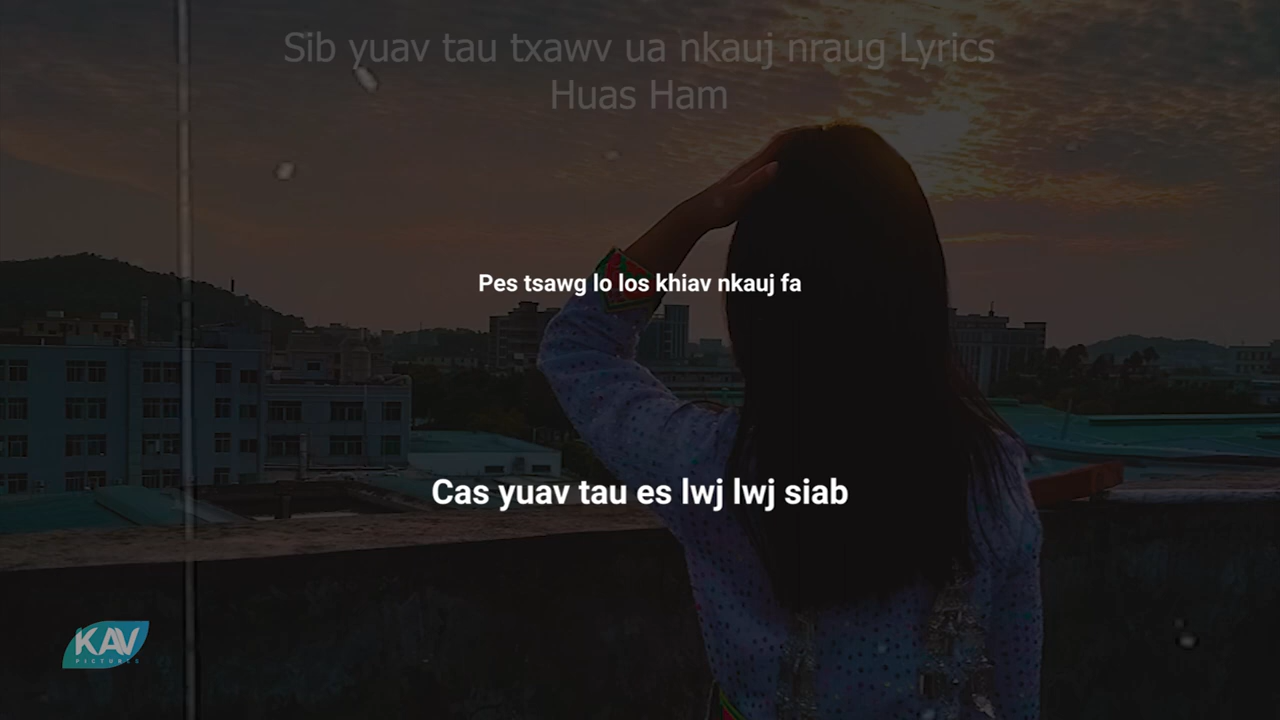 Sib yuav tau txawv ua nkauj nraug Lyrics
Huas Ham
Pes tsawg lo los khiav nkauj fa
Cas yuav tau es lwj lwj siab
KAV
PICTURES